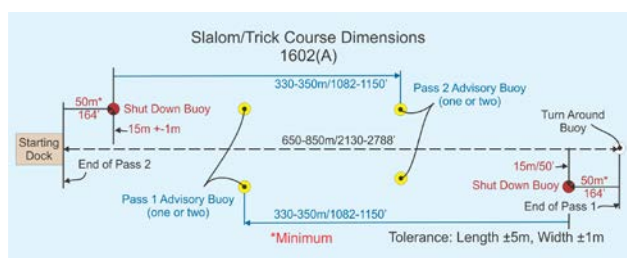 Slalom/Trick Course Dimensions
1602(A)
330-350m/1082-1150'
50m*
164'
Shut Down Buoy
15m +-1m
Pass 2 Advisory Buoy
(one or two)
Turn Around
Buoy
Starting
Dock
650-850m/2130-2788'
End of Pass 2
15m/50'
Pass 1 Advisory Buoy
(one or two)
Shut Down Buoy
50m*
164'
330-350m/1082-1150'
End of Pass 1
*Minimum
Tolerance: Length ±5m, Width ±1m